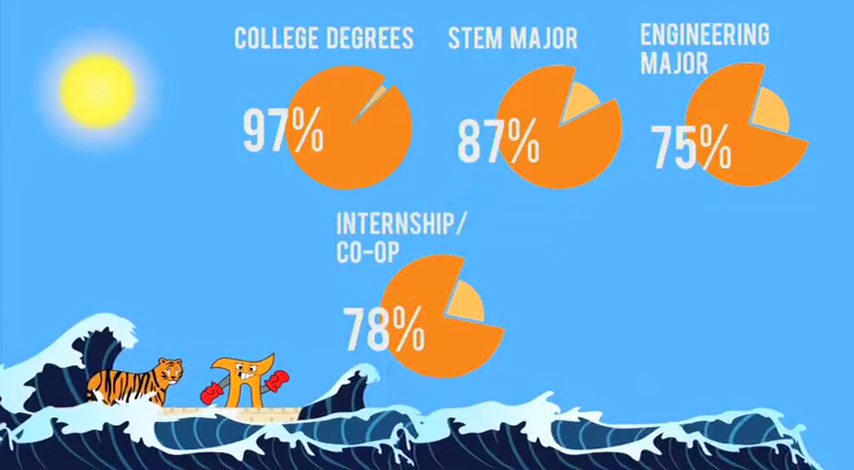 COLLEGE DEGREES
97%
STEM MAJOR
87%
ENGINEERING
MAJOR
75%
INTERNSHIP/
CO-OP
78%